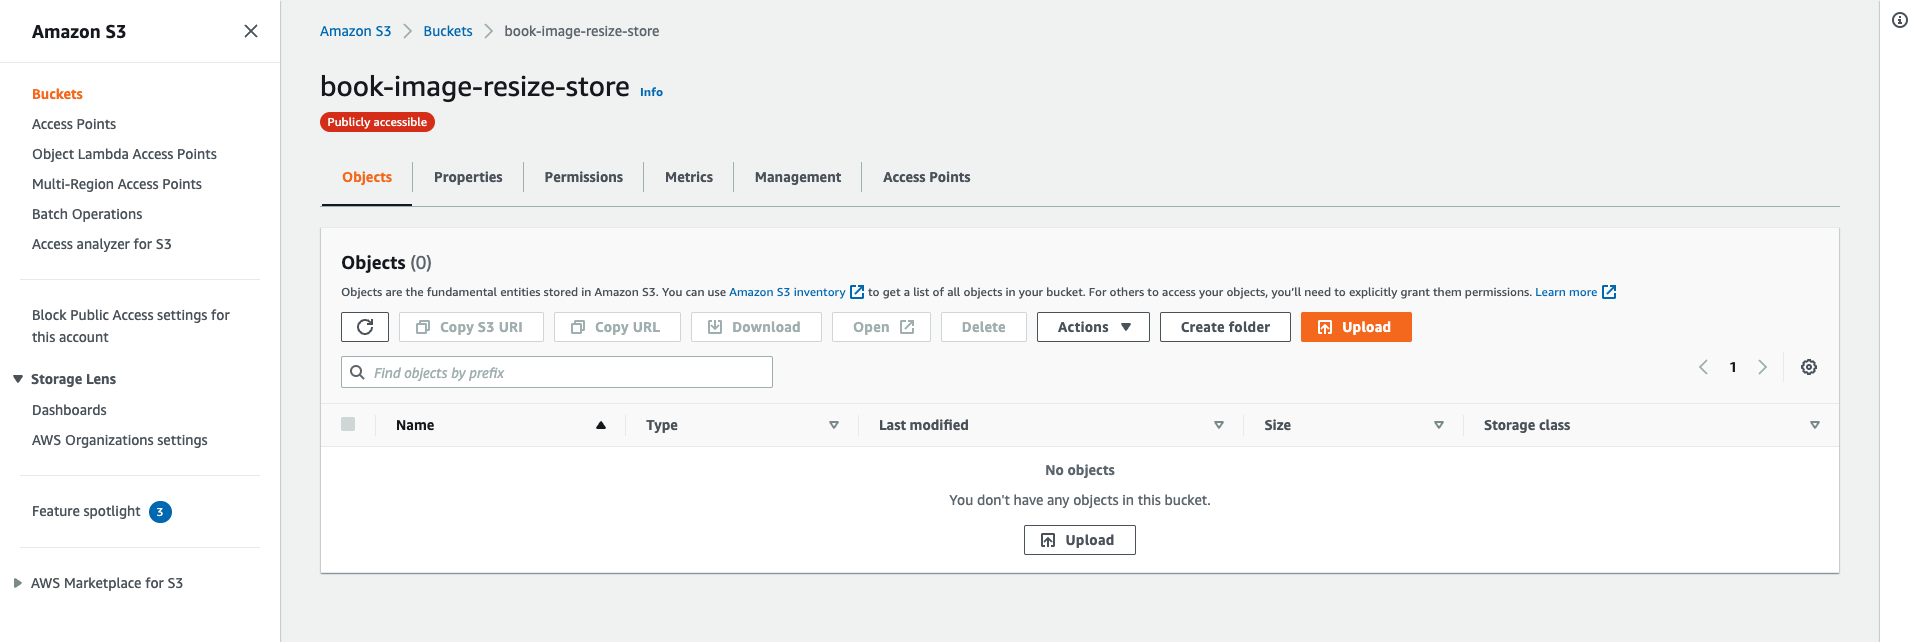 Amazon S3
Buckets
Access Points
Object Lambda Access Points
Multi-Region Access Points
Batch Operations
Access analyzer for S3
Block Public Access settings for
this account
Storage Lens
Dashboards
AWS Organizations settings
Feature spotlight 3
AWS Marketplace for S3
Amazon S3 Buckets book-image-resize-store
book-image-resize-store Info
Publicly accessible
Objects Properties Permissions Metrics Management Access Points
Objects (0)
Objects are the fundamental entities stored in Amazon S3. You can use Amazon S3 inventory to get a list of all objects in your bucket. For others to access your objects, you’ll need to explicitly grant them permissions. Learn more
Copy S3 URI Copy URL Download Open Delete Actions Create folder Upload
Find objects by prefix 1
Name Type Last modified Size Storage class
No objects
You don't have any objects in this bucket.
Upload